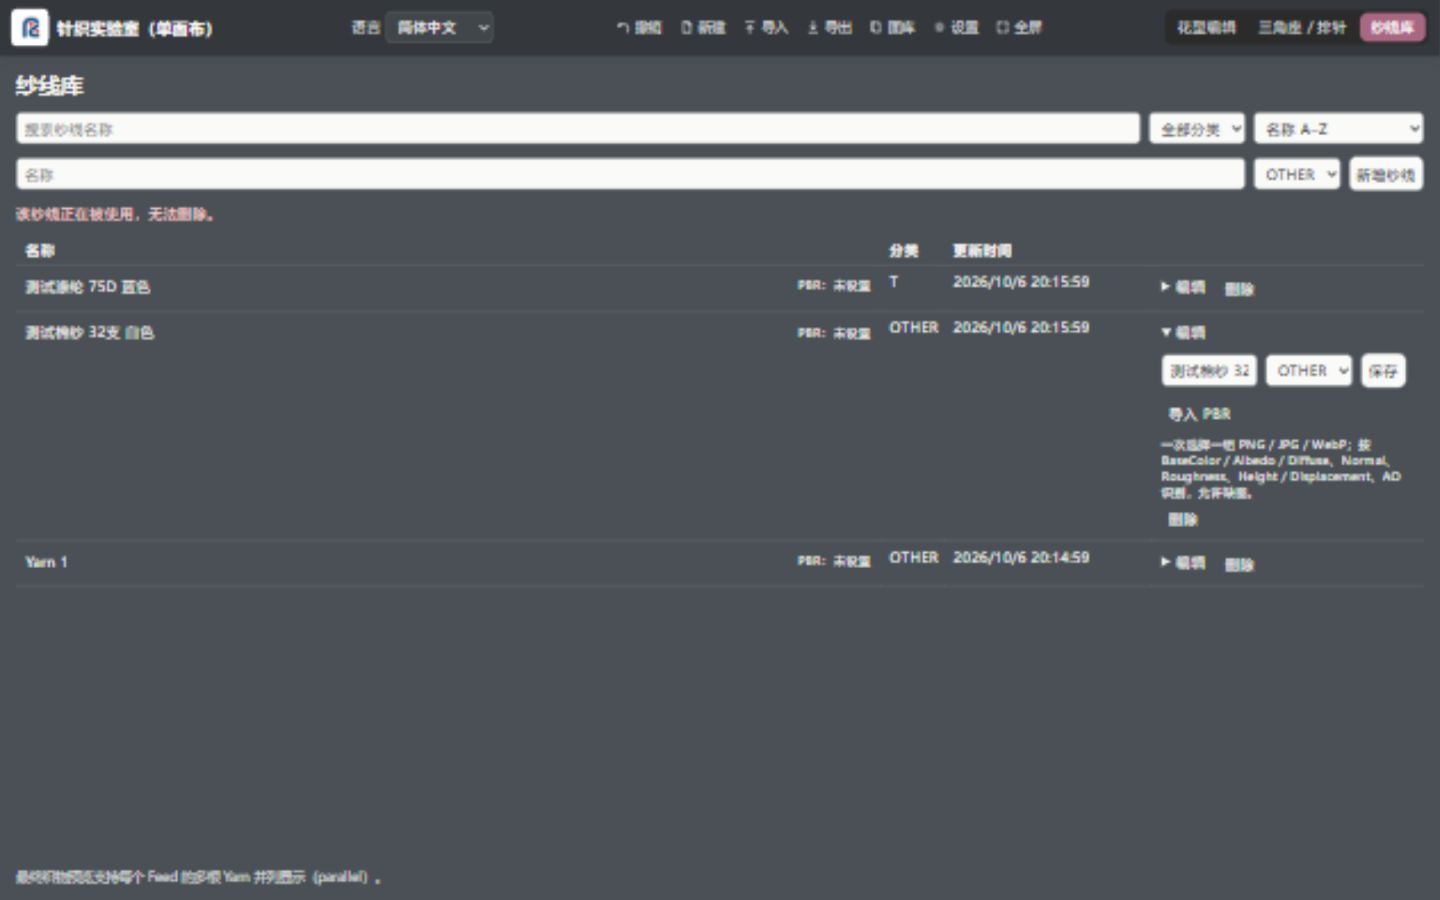 针织实验室（单面布）
语言 简体中文
撤销 新建 导入 导出 图库 设置 全屏
花型编辑 三角座 / 排针 纱线库
纱线库
搜索纱线名称 全部分类 名称 A–Z
名称 OTHER 新增纱线
该纱线正在被使用，无法删除。
名称 分类 更新时间
测试涤纶 75D 蓝色 PBR：未设置 T 2026/10/6 20:15:59 编辑 删除
测试棉纱 32支 白色 PBR：未设置 OTHER 2026/10/6 20:15:59 编辑
测试棉纱 32 OTHER 保存
导入 PBR
一次选择一组 PNG / JPG / WebP；按
BaseColor / Albedo / Diffuse、Normal、
Roughness、Height / Displacement、AO
识别，允许缺图。
删除
Yarn 1 PBR：未设置 OTHER 2026/10/6 20:14:59 编辑 删除
最终织物预览支持每个 Feed 的多根 Yarn 并列显示（parallel）。